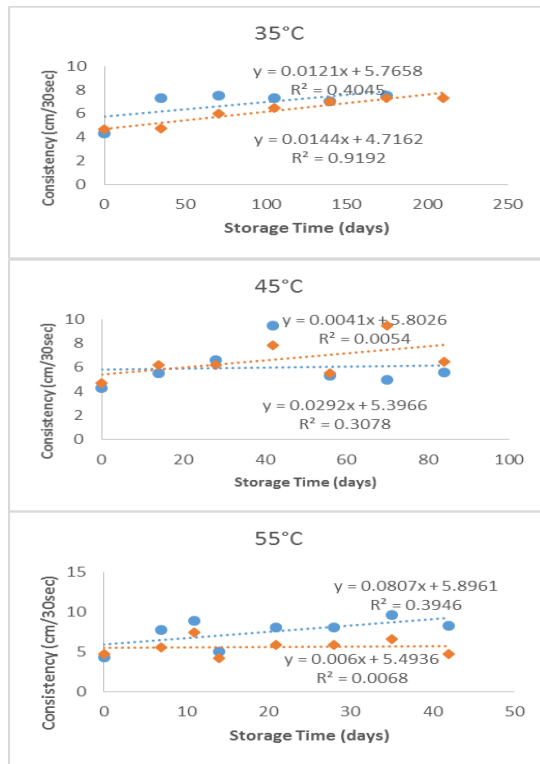 35°C
Consistency (cm/30sec)
10
8
6
4
2
0
y = 0.0121x + 5.7658
R² = 0.4045
y = 0.0144x + 4.7162
R² = 0.9192
0 50 100 150 200 250
Storage Time (days)
45°C
Consistency (cm/30sec)
10
8
6
4
2
0
y = 0.0041x + 5.8026
R² = 0.0054
y = 0.0292x + 5.3966
R² = 0.3078
0 20 40 60 80 100
Storage Time (days)
55°C
Consistency (cm/30sec)
15
10
5
0
y = 0.0807x + 5.8961
R² = 0.3946
y = 0.006x + 5.4936
R² = 0.0068
0 10 20 30 40 50
Storage Time (days)